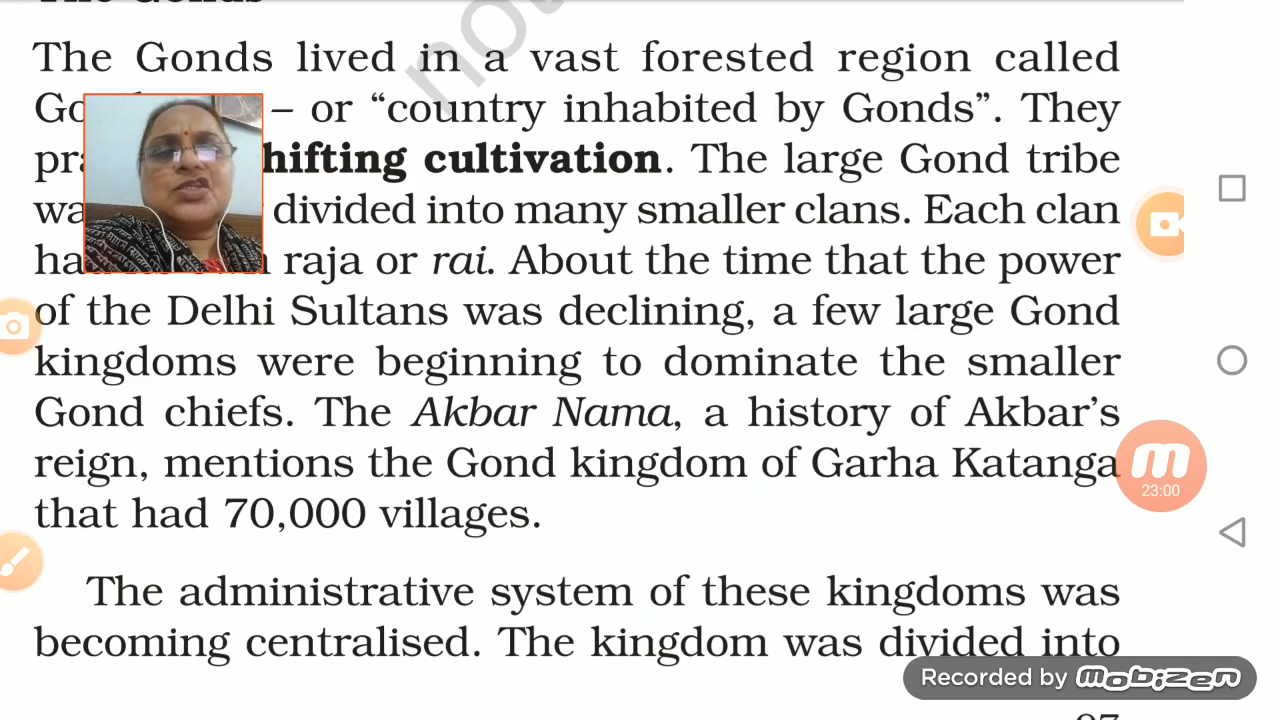 The Gonds
The Gonds lived in a vast forested region called
– or “country inhabited by Gonds”. They
hifting cultivation. The large Gond tribe
divided into many smaller clans. Each clan
raja or rai. About the time that the power
of the Delhi Sultans was declining, a few large Gond
kingdoms were beginning to dominate the smaller
Gond chiefs. The Akbar Nama, a history of Akbar’s
reign, mentions the Gond kingdom of Garha Katanga
that had 70,000 villages.
The administrative system of these kingdoms was
becoming centralised. The kingdom was divided into
not
23:00
Recorded by mobizen